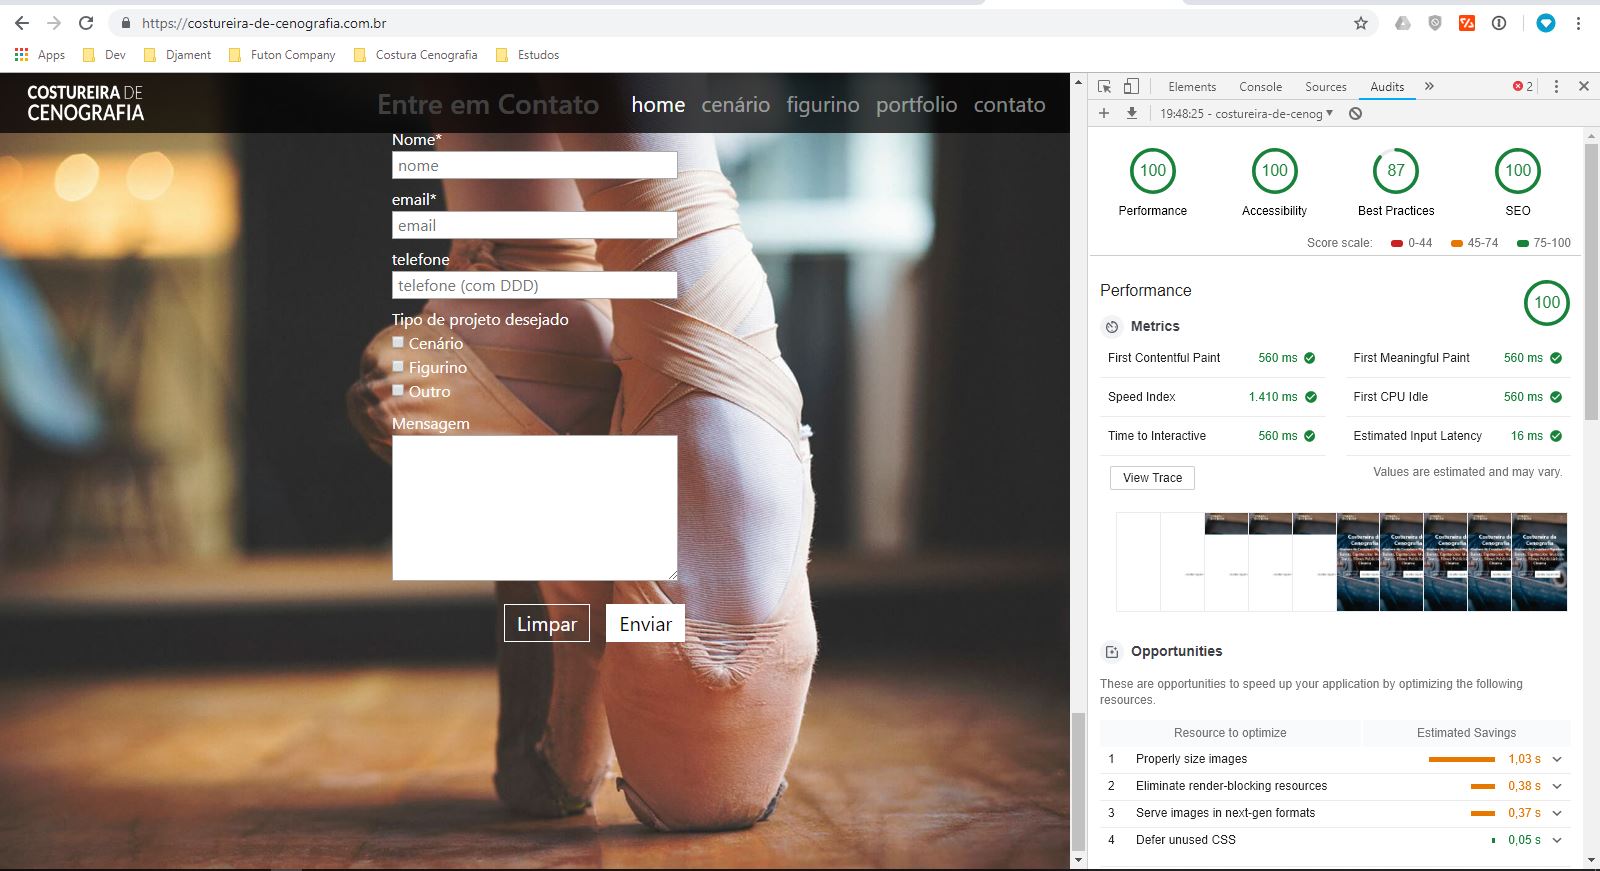 https://costureira-de-cenografia.com.br
Apps Dev Djament Futon Company Costura Cenografia Estudos
COSTUREIRA DE
CENOGRAFIA
Entre em Contato
home cenário figurino portfolio contato
Nome*
nome
email*
email
telefone
telefone (com DDD)
Tipo de projeto desejado
Cenário
Figurino
Outro
Mensagem
Limpar Enviar
Elements Console Sources Audits » 2
19:48:25 - costureira-de-cenog
100 100 87 100
Performance Accessibility Best Practices SEO
Score scale: 0-44 45-74 75-100
Performance 100
Metrics
First Contentful Paint 560 ms First Meaningful Paint 560 ms
Speed Index 1.410 ms First CPU Idle 560 ms
Time to Interactive 560 ms Estimated Input Latency 16 ms
View Trace Values are estimated and may vary.
Costureira de
Cenografia
Opportunities
These are opportunities to speed up your application by optimizing the following
resources.
Resource to optimize Estimated Savings
1 Properly size images 1,03 s
2 Eliminate render-blocking resources 0,38 s
3 Serve images in next-gen formats 0,37 s
4 Defer unused CSS 0,05 s